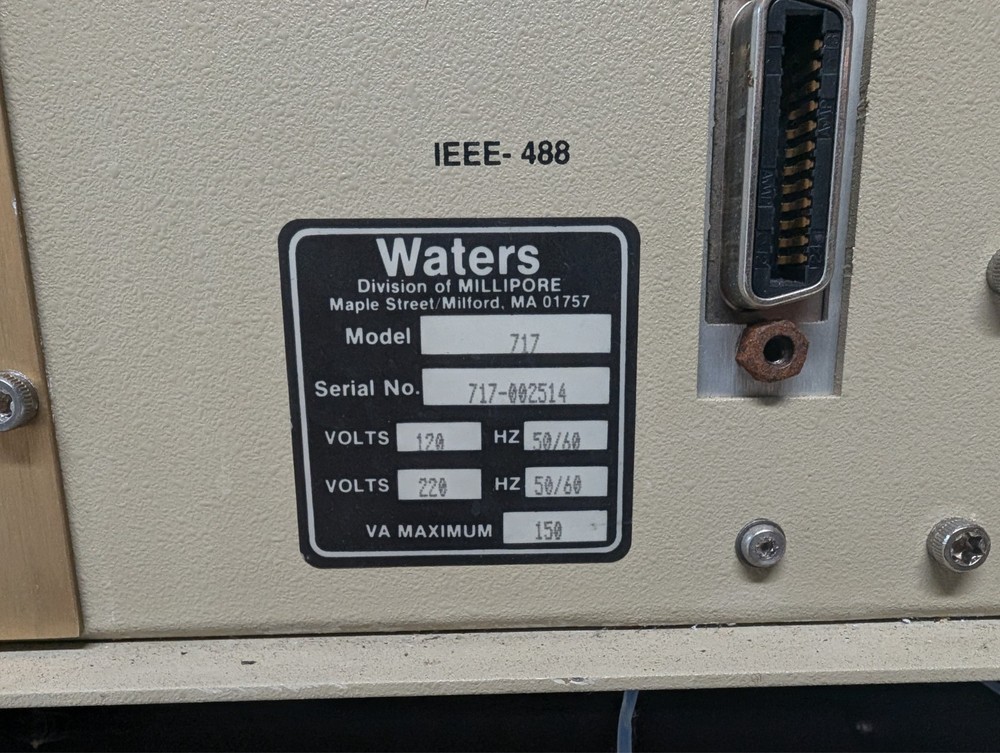 IEEE- 488
Waters
Division of MILLIPORE
Maple Street/Milford, MA 01757
Model 717
Serial No. 717-002514
VOLTS 120 HZ 50/60
VOLTS 220 HZ 50/60
VA MAXIMUM 150